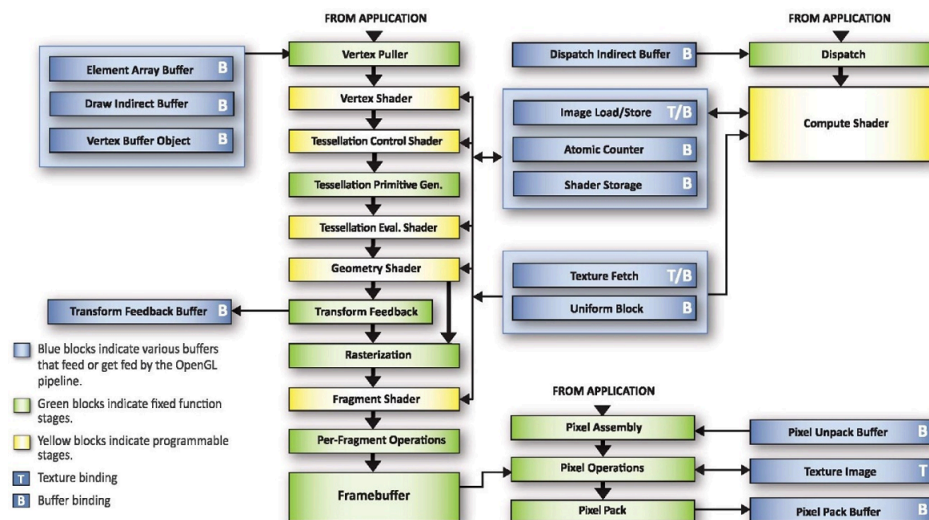 FROM APPLICATION
Vertex Puller
Element Array Buffer B
Draw Indirect Buffer B
Vertex Buffer Object B
Vertex Shader
Tessellation Control Shader
Tessellation Primitive Gen.
Tessellation Eval. Shader
Geometry Shader
Transform Feedback Buffer B
Transform Feedback
Rasterization
Fragment Shader
Per-Fragment Operations
Framebuffer
FROM APPLICATION
Dispatch Indirect Buffer B
Dispatch
Image Load/Store T/B
Atomic Counter B
Shader Storage B
Compute Shader
Texture Fetch T/B
Uniform Block B
FROM APPLICATION
Pixel Assembly
Pixel Unpack Buffer B
Pixel Operations
Texture Image T
Pixel Pack
Pixel Pack Buffer B
Blue blocks indicate various buffers
that feed or get fed by the OpenGL
pipeline.
Green blocks indicate fixed function
stages.
Yellow blocks indicate programmable
stages.
T Texture binding
B Buffer binding